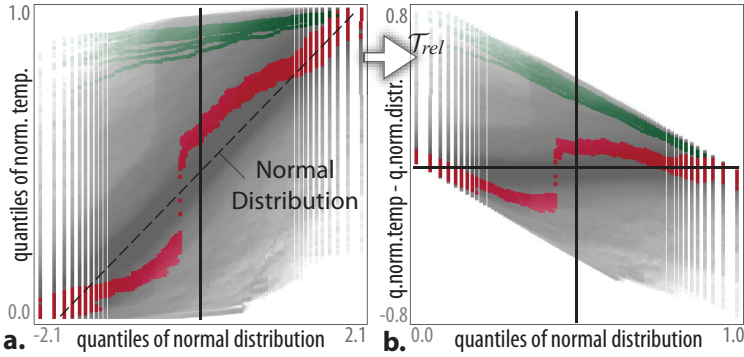 1.0
quantiles of norm. temp.
Normal
Distribution
0.0
-2.1
quantiles of normal distribution
2.1
a.
0.8
𝒯rel
q.norm.temp - q.norm.distr.
-0.8
0.0
quantiles of normal distribution
1.0
b.